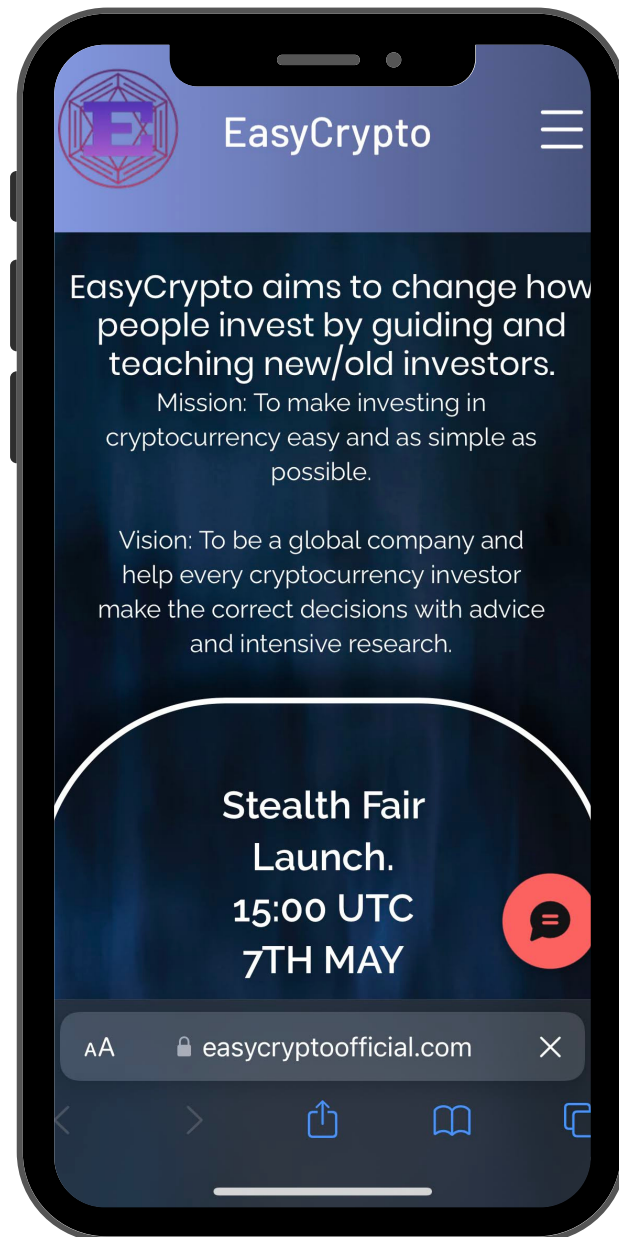 E
EasyCrypto
EasyCrypto aims to change how
people invest by guiding and
teaching new/old investors.
Mission: To make investing in
cryptocurrency easy and as simple as
possible.
Vision: To be a global company and
help every cryptocurrency investor
make the correct decisions with advice
and intensive research.
Stealth Fair
Launch.
15:00 UTC
7TH MAY
AA easycryptoofficial.com